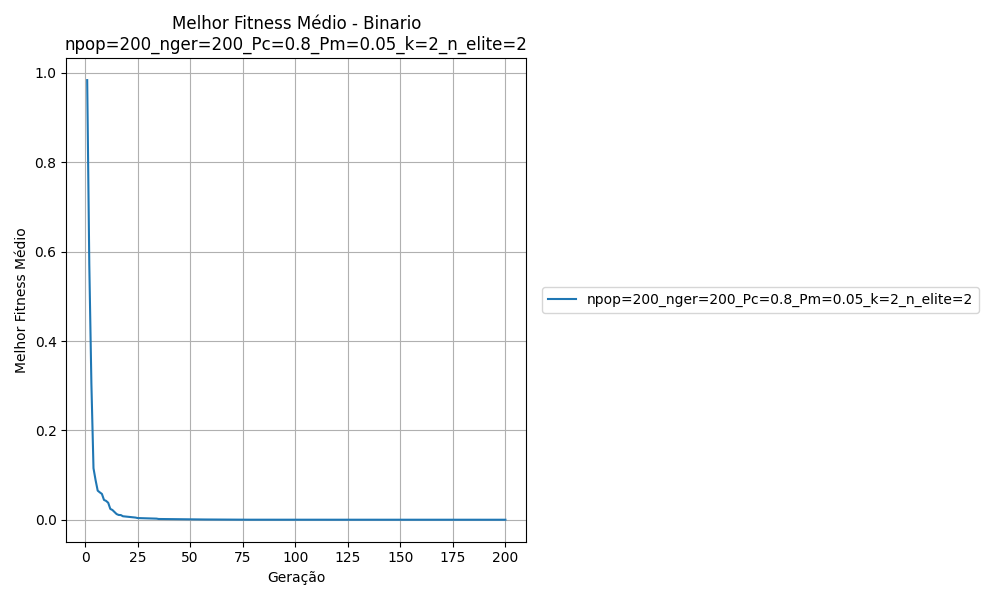 Melhor Fitness Médio - Binario
npop=200_nger=200_Pc=0.8_Pm=0.05_k=2_n_elite=2
Melhor Fitness Médio
1.0
0.8
0.6
0.4
0.2
0.0
0 25 50 75 100 125 150 175 200
Geração
npop=200_nger=200_Pc=0.8_Pm=0.05_k=2_n_elite=2